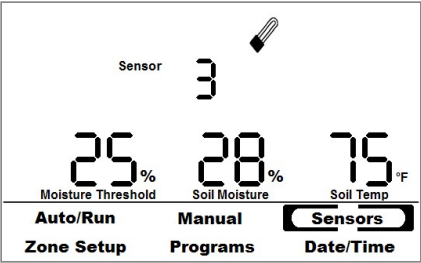 Sensor 3
25% 28% 75°F
Moisture Threshold Soil Moisture Soil Temp
Auto/Run Manual Sensors
Zone Setup Programs Date/Time